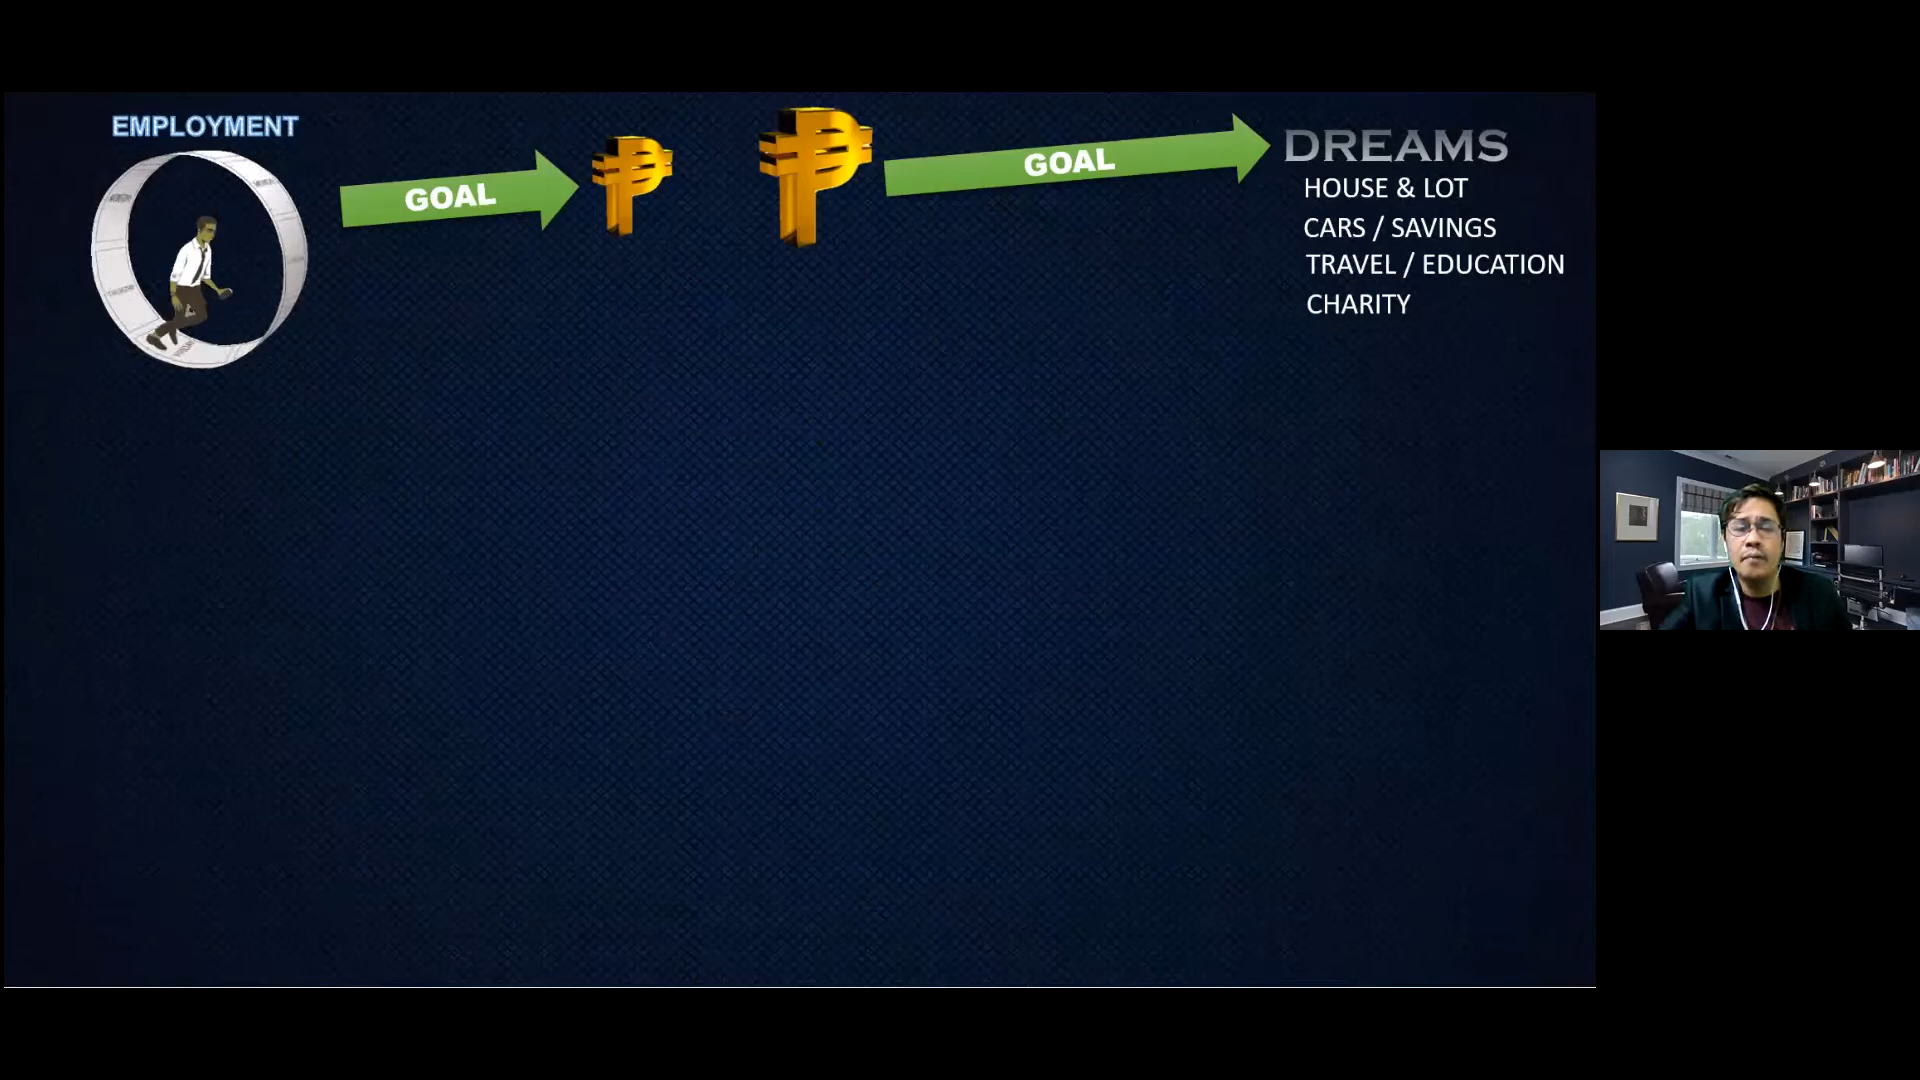 EMPLOYMENT
GOAL
GOAL
DREAMS
HOUSE & LOT
CARS / SAVINGS
TRAVEL / EDUCATION
CHARITY